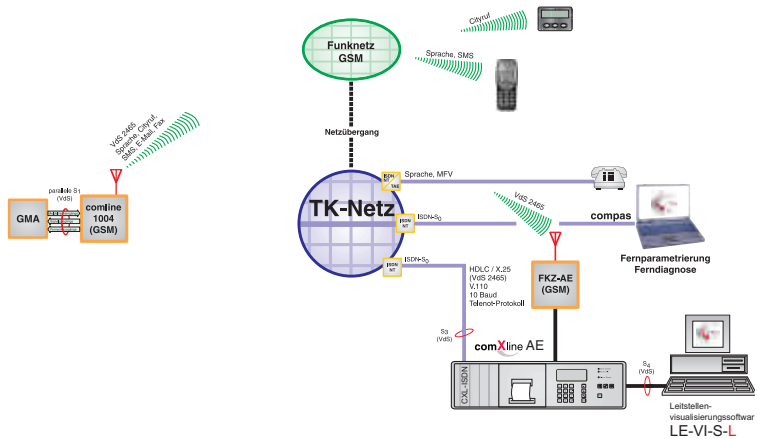 Cityruf
Funknetz
GSM
Sprache, SMS
VdS 2465
Sprache, Cityruf,
SMS, E-Mail, Fax
Netzübergang
parallele S1
(VdS)
GMA
comline
1004
(GSM)
ISDN
NT
TAE
Sprache, MFV
VdS 2465
TK-Netz
ISDN
NT
ISDN-S0
compas
Fernparametrierung
Ferndiagnose
ISDN
NT
ISDN-S0
HDLC / X.25
(VdS 2465)
V.110
10 Baud
Telenot-Protokoll
FKZ-AE
(GSM)
S3
(VdS)
comXline AE
CXL-ISDN
S4
(VdS)
Leitstellen-
visualisierungssoftwar
LE-VI-S-L